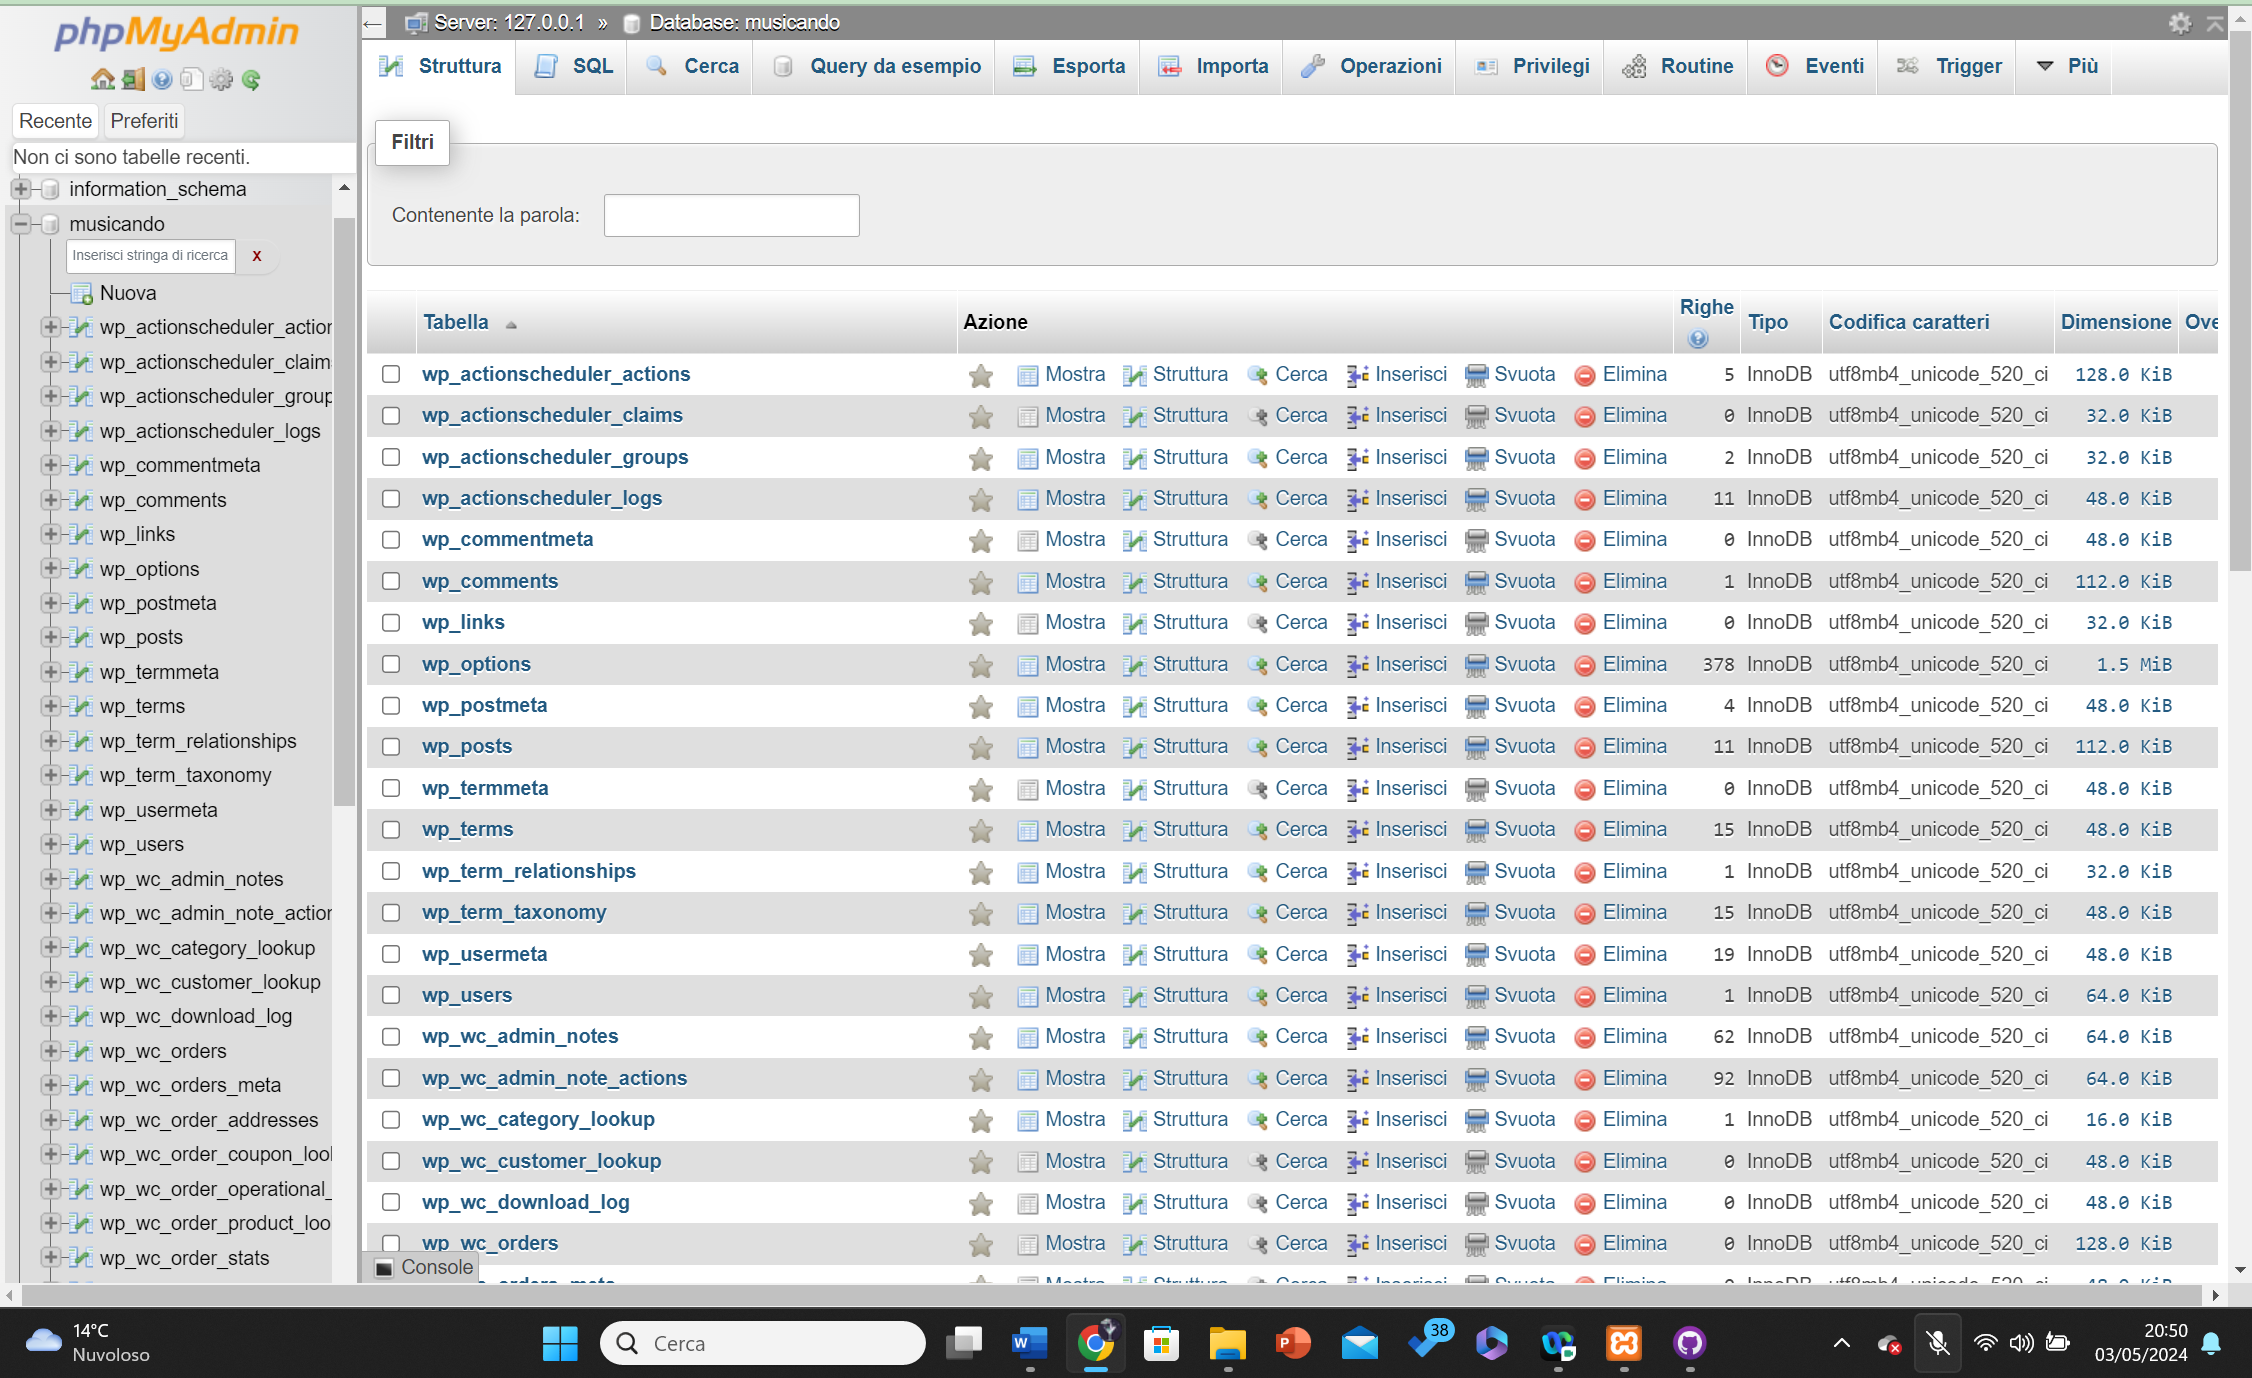 phpMyAdmin
Recente Preferiti
Non ci sono tabelle recenti.
information_schema
musicando
Inserisci stringa di ricerca X
Nuova
wp_actionscheduler_action
wp_actionscheduler_claim
wp_actionscheduler_group
wp_actionscheduler_logs
wp_commentmeta
wp_comments
wp_links
wp_options
wp_postmeta
wp_posts
wp_termmeta
wp_terms
wp_term_relationships
wp_term_taxonomy
wp_usermeta
wp_users
wp_wc_admin_notes
wp_wc_admin_note_action
wp_wc_category_lookup
wp_wc_customer_lookup
wp_wc_download_log
wp_wc_orders
wp_wc_orders_meta
wp_wc_order_addresses
wp_wc_order_coupon_look
wp_wc_order_operational_
wp_wc_order_product_loo
wp_wc_order_stats
Server: 127.0.0.1 » Database: musicando
Struttura SQL Cerca Query da esempio Esporta Importa Operazioni Privilegi Routine Eventi Trigger Più
Filtri
Contenente la parola:
Tabella Azione Righe Tipo Codifica caratteri Dimensione Ove
wp_actionscheduler_actions Mostra Struttura Cerca Inserisci Svuota Elimina 5 InnoDB utf8mb4_unicode_520_ci 128.0 KiB
wp_actionscheduler_claims Mostra Struttura Cerca Inserisci Svuota Elimina 0 InnoDB utf8mb4_unicode_520_ci 32.0 KiB
wp_actionscheduler_groups Mostra Struttura Cerca Inserisci Svuota Elimina 2 InnoDB utf8mb4_unicode_520_ci 32.0 KiB
wp_actionscheduler_logs Mostra Struttura Cerca Inserisci Svuota Elimina 11 InnoDB utf8mb4_unicode_520_ci 48.0 KiB
wp_commentmeta Mostra Struttura Cerca Inserisci Svuota Elimina 0 InnoDB utf8mb4_unicode_520_ci 48.0 KiB
wp_comments Mostra Struttura Cerca Inserisci Svuota Elimina 1 InnoDB utf8mb4_unicode_520_ci 112.0 KiB
wp_links Mostra Struttura Cerca Inserisci Svuota Elimina 0 InnoDB utf8mb4_unicode_520_ci 32.0 KiB
wp_options Mostra Struttura Cerca Inserisci Svuota Elimina 378 InnoDB utf8mb4_unicode_520_ci 1.5 MiB
wp_postmeta Mostra Struttura Cerca Inserisci Svuota Elimina 4 InnoDB utf8mb4_unicode_520_ci 48.0 KiB
wp_posts Mostra Struttura Cerca Inserisci Svuota Elimina 11 InnoDB utf8mb4_unicode_520_ci 112.0 KiB
wp_termmeta Mostra Struttura Cerca Inserisci Svuota Elimina 0 InnoDB utf8mb4_unicode_520_ci 48.0 KiB
wp_terms Mostra Struttura Cerca Inserisci Svuota Elimina 15 InnoDB utf8mb4_unicode_520_ci 48.0 KiB
wp_term_relationships Mostra Struttura Cerca Inserisci Svuota Elimina 1 InnoDB utf8mb4_unicode_520_ci 32.0 KiB
wp_term_taxonomy Mostra Struttura Cerca Inserisci Svuota Elimina 15 InnoDB utf8mb4_unicode_520_ci 48.0 KiB
wp_usermeta Mostra Struttura Cerca Inserisci Svuota Elimina 19 InnoDB utf8mb4_unicode_520_ci 48.0 KiB
wp_users Mostra Struttura Cerca Inserisci Svuota Elimina 1 InnoDB utf8mb4_unicode_520_ci 64.0 KiB
wp_wc_admin_notes Mostra Struttura Cerca Inserisci Svuota Elimina 62 InnoDB utf8mb4_unicode_520_ci 64.0 KiB
wp_wc_admin_note_actions Mostra Struttura Cerca Inserisci Svuota Elimina 92 InnoDB utf8mb4_unicode_520_ci 64.0 KiB
wp_wc_category_lookup Mostra Struttura Cerca Inserisci Svuota Elimina 1 InnoDB utf8mb4_unicode_520_ci 16.0 KiB
wp_wc_customer_lookup Mostra Struttura Cerca Inserisci Svuota Elimina 0 InnoDB utf8mb4_unicode_520_ci 48.0 KiB
wp_wc_download_log Mostra Struttura Cerca Inserisci Svuota Elimina 0 InnoDB utf8mb4_unicode_520_ci 48.0 KiB
wp_wc_orders Mostra Struttura Cerca Inserisci Svuota Elimina 0 InnoDB utf8mb4_unicode_520_ci 128.0 KiB
Console
14°C
Nuvoloso
Cerca
38
20:50
03/05/2024